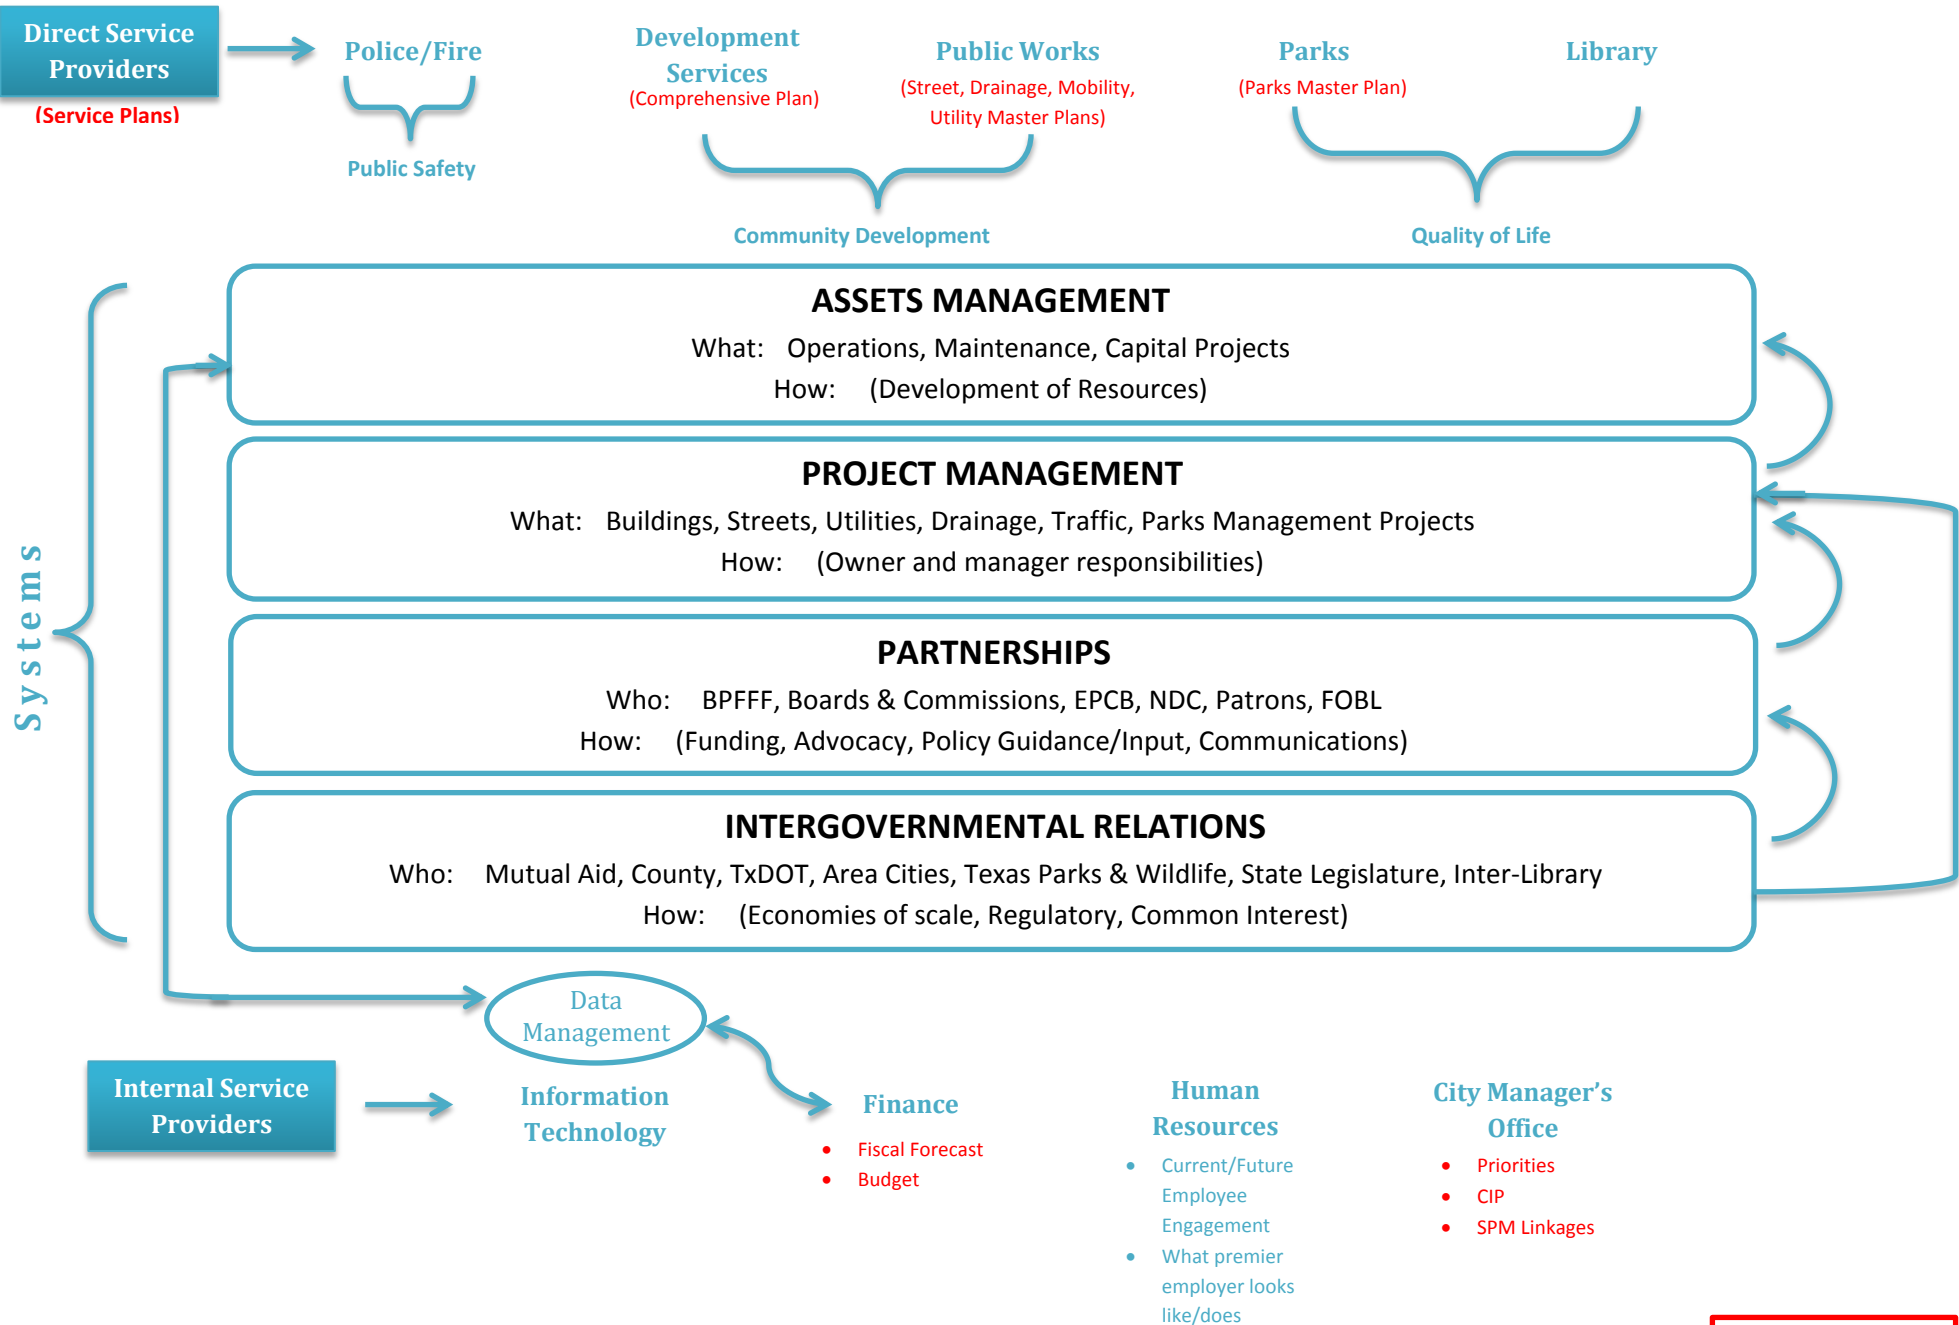 Direct Service
Providers
(Service Plans)
Police/Fire
Public Safety
Development
Services
(Comprehensive Plan)
Public Works
(Street, Drainage, Mobility,
Utility Master Plans)
Community Development
Parks
(Parks Master Plan)
Library
Quality of Life
Systems
ASSETS MANAGEMENT
What: Operations, Maintenance, Capital Projects
How: (Development of Resources)
PROJECT MANAGEMENT
What: Buildings, Streets, Utilities, Drainage, Traffic, Parks Management Projects
How: (Owner and manager responsibilities)
PARTNERSHIPS
Who: BPFFF, Boards & Commissions, EPCB, NDC, Patrons, FOBL
How: (Funding, Advocacy, Policy Guidance/Input, Communications)
INTERGOVERNMENTAL RELATIONS
Who: Mutual Aid, County, TxDOT, Area Cities, Texas Parks & Wildlife, State Legislature, Inter-Library
How: (Economies of scale, Regulatory, Common Interest)
Data
Management
Internal Service
Providers
Information
Technology
Finance
• Fiscal Forecast
• Budget
Human
Resources
• Current/Future
Employee
Engagement
• What premier
employer looks
like/does
City Manager's
Office
• Priorities
• CIP
• SPM Linkages